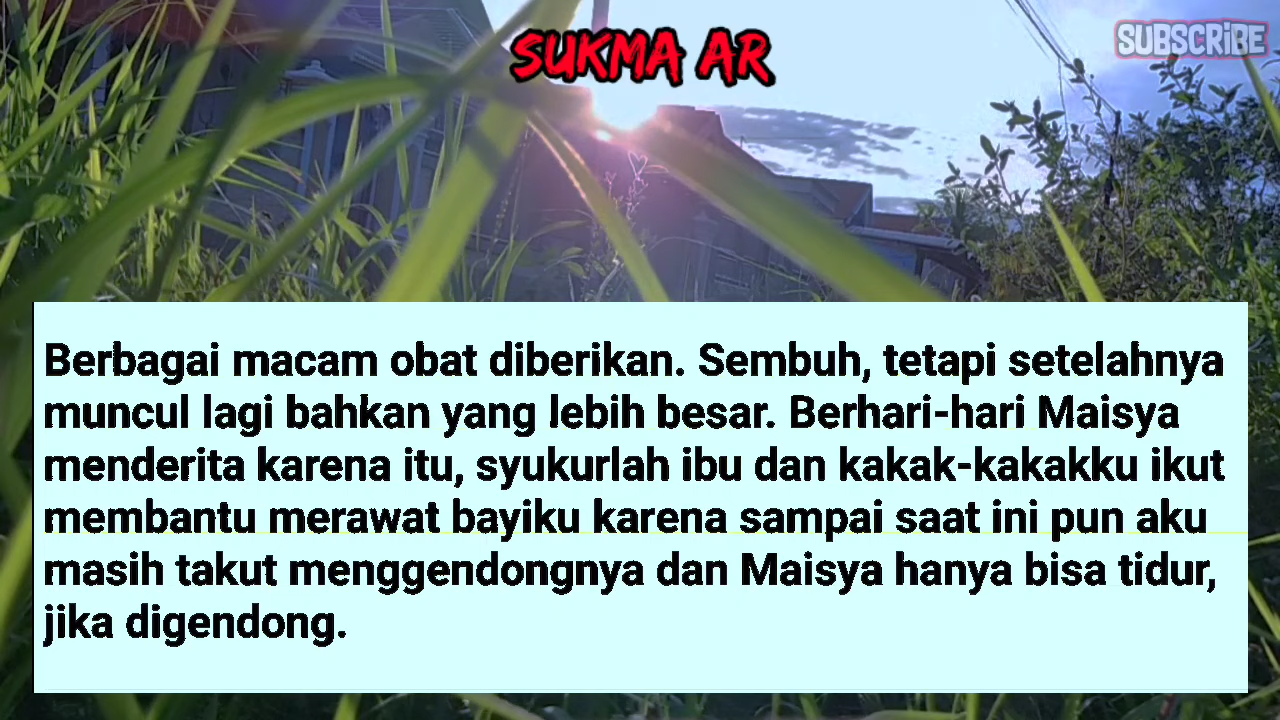 SUKMA AR
SUBSCRiBE
Berbagai macam obat diberikan. Sembuh, tetapi setelahnya
muncul lagi bahkan yang lebih besar. Berhari-hari Maisya
menderita karena itu, syukurlah ibu dan kakak-kakakku ikut
membantu merawat bayiku karena sampai saat ini pun aku
masih takut menggendongnya dan Maisya hanya bisa tidur,
jika digendong.